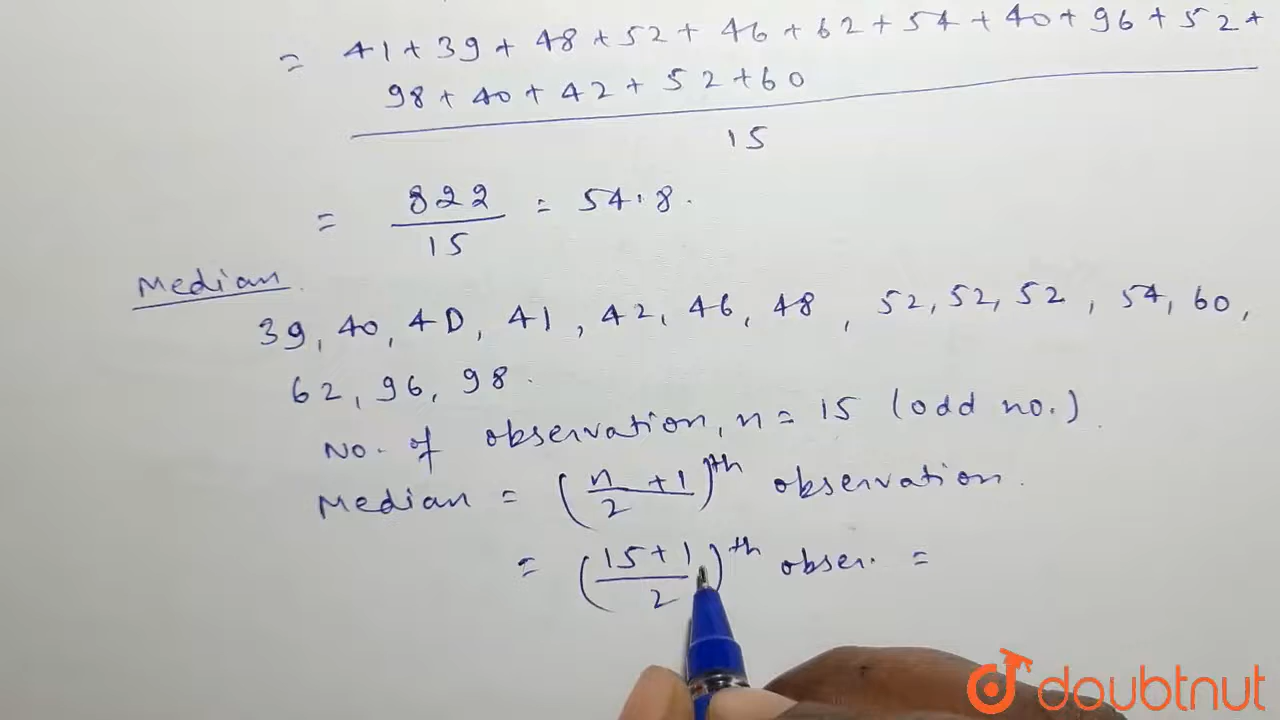 = 41 + 39 + 48 + 52 + 46 + 62 + 54 + 40 + 96 + 52 +
98 + 40 + 42 + 52 + 60
15
= 822/15 = 54.8.
Median.
39, 40, 40, 41, 42, 46, 48, 52, 52, 52, 54, 60,
62, 96, 98.
No. of observation, n = 15 (odd no.).
Median = (n + 1/2)th observation.
= (15 + 1/2)th obser. =
doubtnut